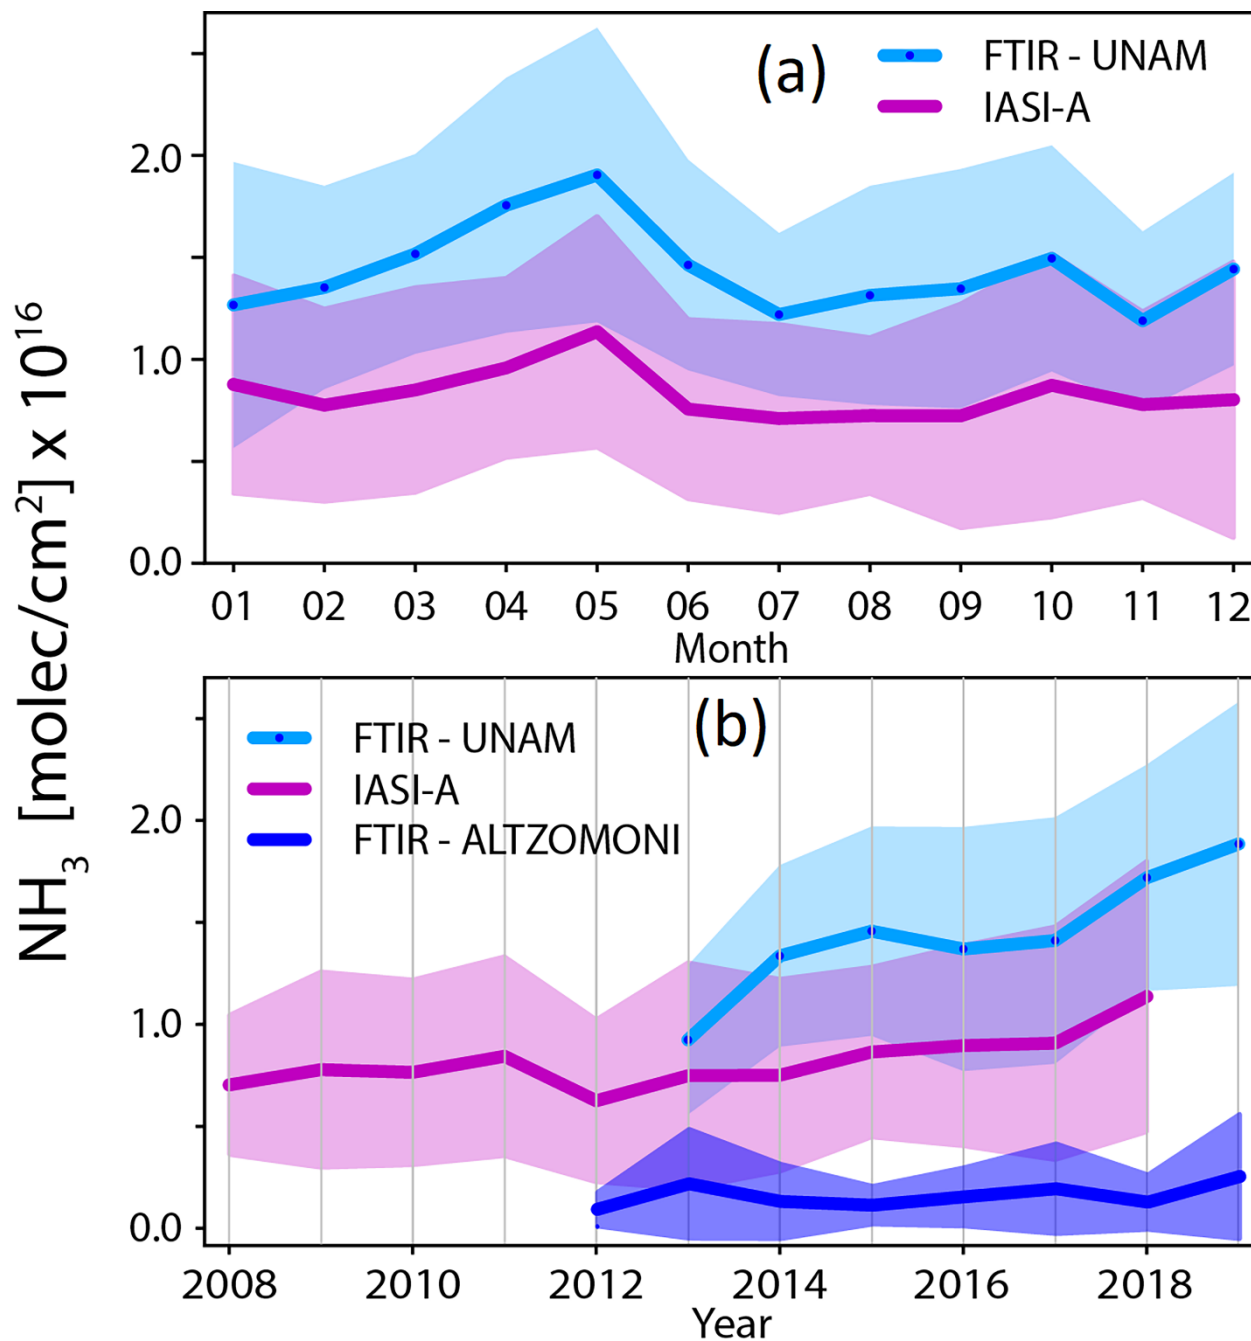 NH₃ [molec/cm²] x 10¹⁶
(a)
FTIR - UNAM
IASI-A
2.0
1.0
0.0
01 02 03 04 05 06 07 08 09 10 11 12
Month
(b)
FTIR - UNAM
IASI-A
FTIR - ALTZOMONI
2.0
1.0
0.0
2008 2010 2012 2014 2016 2018
Year